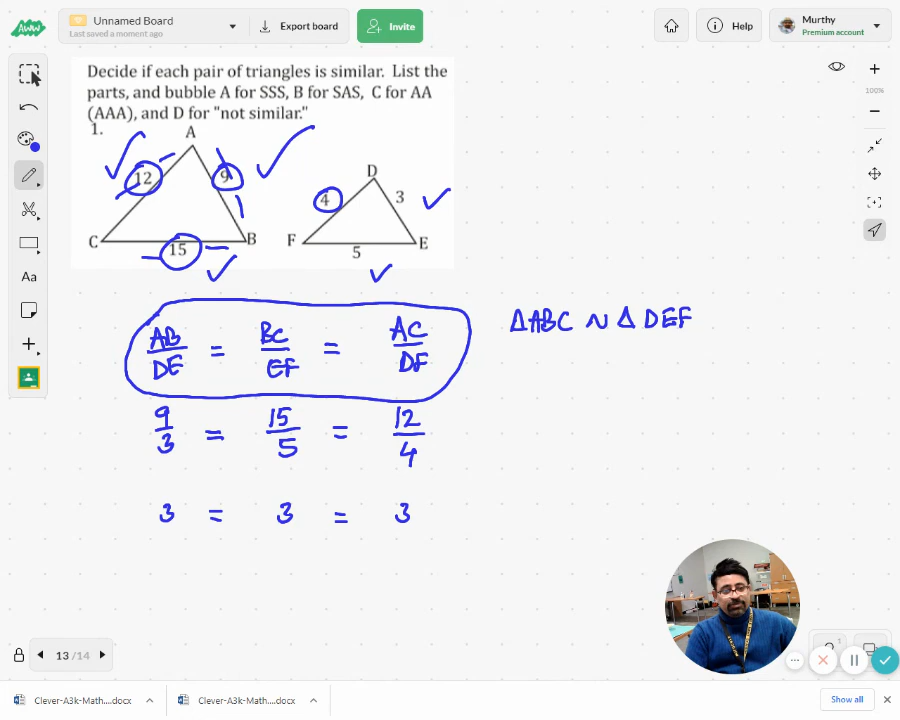 AWW
Unnamed Board
Last saved a moment ago
Export board
Invite
Help
Murthy
Premium account
100%
Decide if each pair of triangles is similar. List the
parts, and bubble A for SSS, B for SAS, C for AA
(AAA), and D for "not similar."
1.
A
12
9
C
B
15
D
4
3
F
E
5
AB/DE = BC/EF = AC/DF
ΔABC ~ Δ DEF
9/3 = 15/5 = 12/4
3 = 3 = 3
Aa
13 /14
1
Clever-A3k-Math....docx
Clever-A3k-Math....docx
Show all